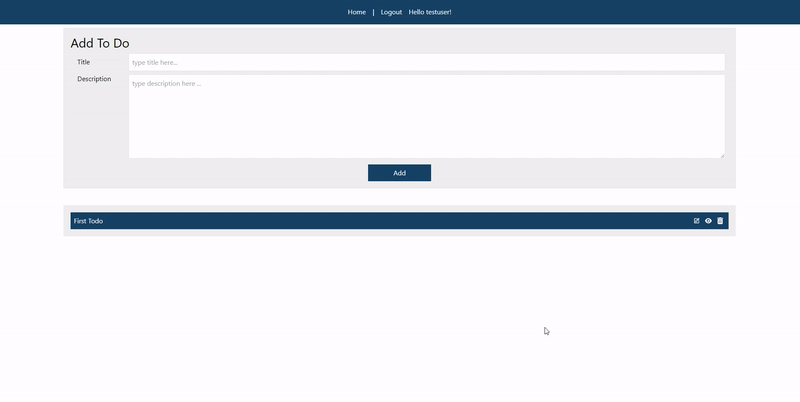 Home | Logout Hello testuser!
Add To Do
Title type title here...
Description type description here ...
Add
First Todo